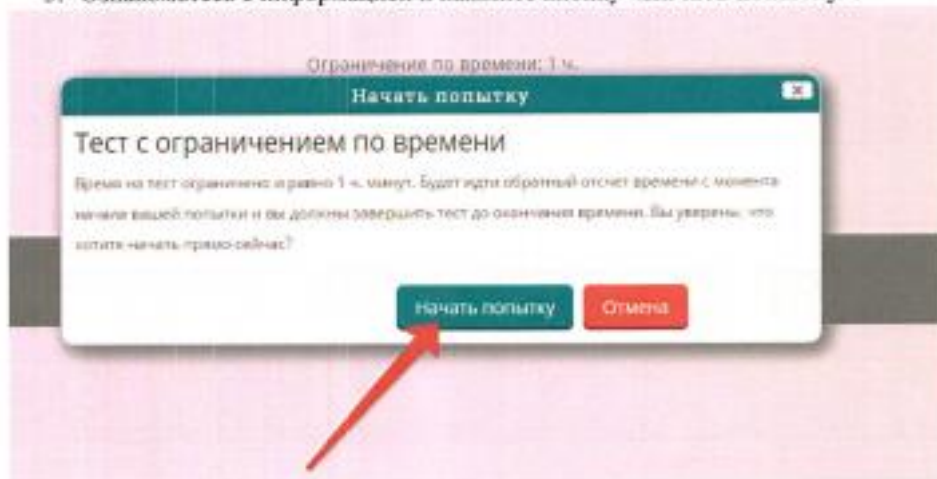 Ограничение по времени: 1 ч.
Начать попытку
Тест с ограничением по времени
Время на тест ограничено и равно 1 ч. минут. Будет идти обратный отсчет времени с момента
начала вашей попытки и вы должны завершить тест до окончания времени. Вы уверены, что
хотите начать прямо сейчас?
Начать попытку
Отмена